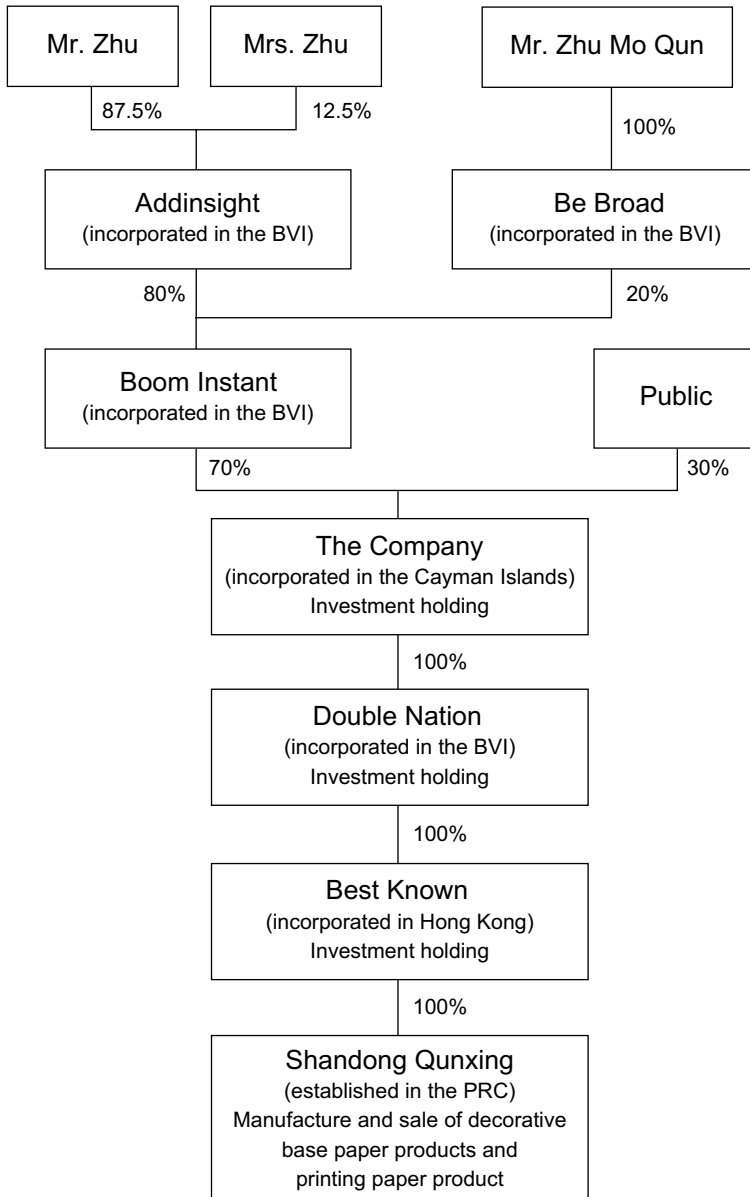 Mr. Zhu
Mrs. Zhu
Mr. Zhu Mo Qun
87.5%
12.5%
100%
Addinsight
(incorporated in the BVI)
Be Broad
(incorporated in the BVI)
80%
20%
Boom Instant
(incorporated in the BVI)
Public
70%
30%
The Company
(incorporated in the Cayman Islands)
Investment holding
100%
Double Nation
(incorporated in the BVI)
Investment holding
100%
Best Known
(incorporated in Hong Kong)
Investment holding
100%
Shandong Qunxing
(established in the PRC)
Manufacture and sale of decorative
base paper products and
printing paper product